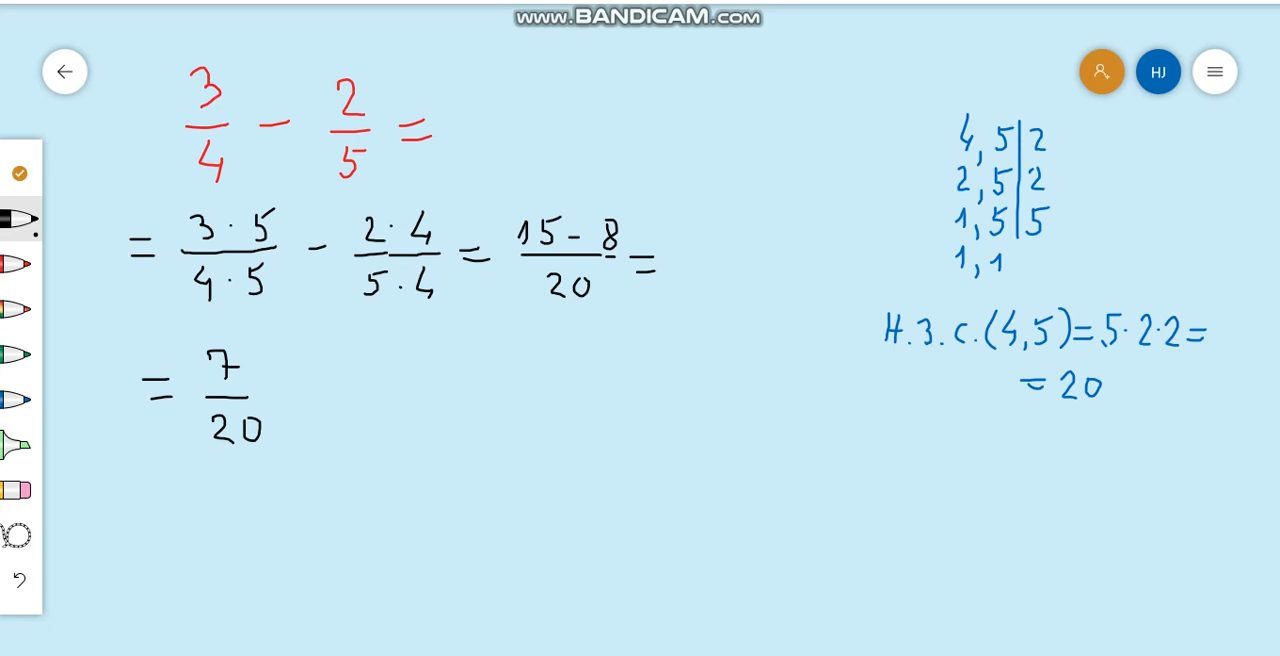 www.BANDICAM.com
HJ
3/4 - 2/5 =
= 3·5/4·5 - 2·4/5·4 = 15-8/20 =
= 7/20
4, 5|2
2, 5|2
1, 5|5
1, 1
Н.З.С.(4,5)=5·2·2=
= 20